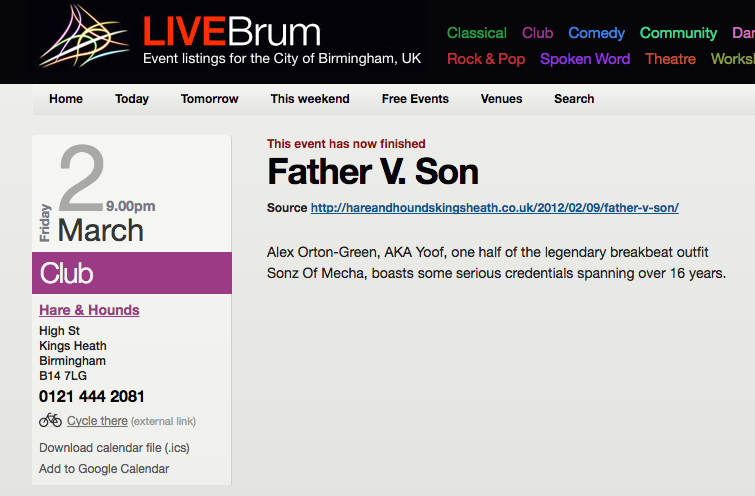 LIVEBrum
Event listings for the City of Birmingham, UK
Classical Club Comedy Community
Rock & Pop Spoken Word Theatre
Home Today Tomorrow This weekend Free Events Venues Search
Friday
2
9.00pm
March
Club
Hare & Hounds
High St
Kings Heath
Birmingham
B14 7LG
0121 444 2081
Cycle there (external link)
Download calendar file (.ics)
Add to Google Calendar
This event has now finished
Father V. Son
Source http://hareandhoundskingsheath.co.uk/2012/02/09/father-v-son/
Alex Orton-Green, AKA Yoof, one half of the legendary breakbeat outfit
Sonz Of Mecha, boasts some serious credentials spanning over 16 years.